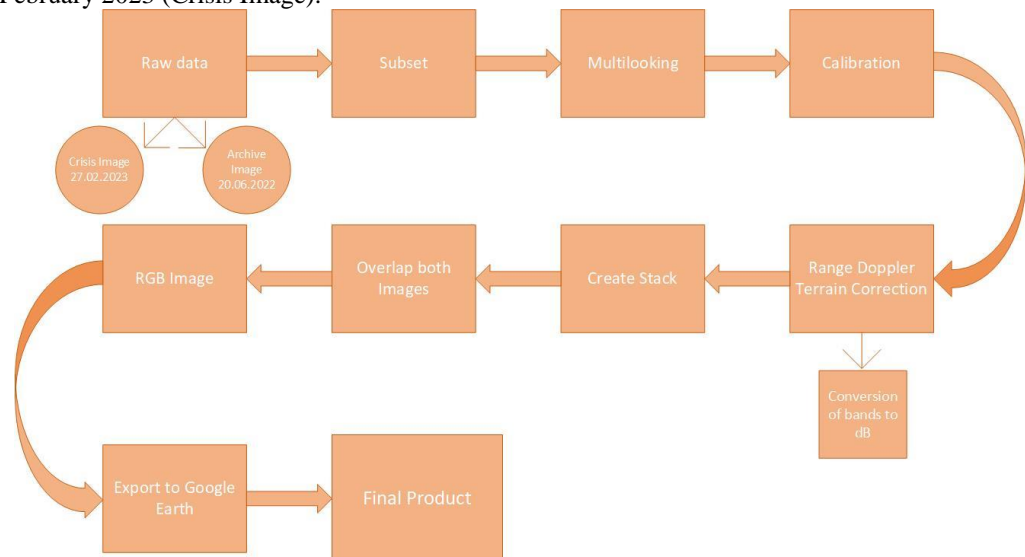 February 2023 (Crisis Image).
Raw data
Subset
Multilooking
Calibration
Crisis Image
27.02.2023
Archive
Image
20.06.2022
RGB Image
Overlap both
Images
Create Stack
Range Doppler
Terrain Correction
Conversion
of bands to
dB
Export to Google
Earth
Final Product